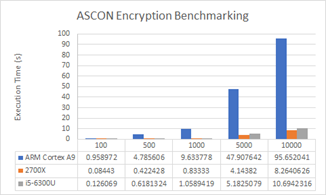 ASCON Encryption Benchmarking
Execution Time (s)
100
90
80
70
60
50
40
30
20
10
0
100 500 1000 5000 10000
ARM Cortex A9 0.958972 4.785606 9.633778 47.907642 95.652041
2700X 0.08443 0.422428 0.83333 4.14382 8.2640626
i5-6300U 0.126069 0.6181324 1.0589419 5.1825079 10.6942316